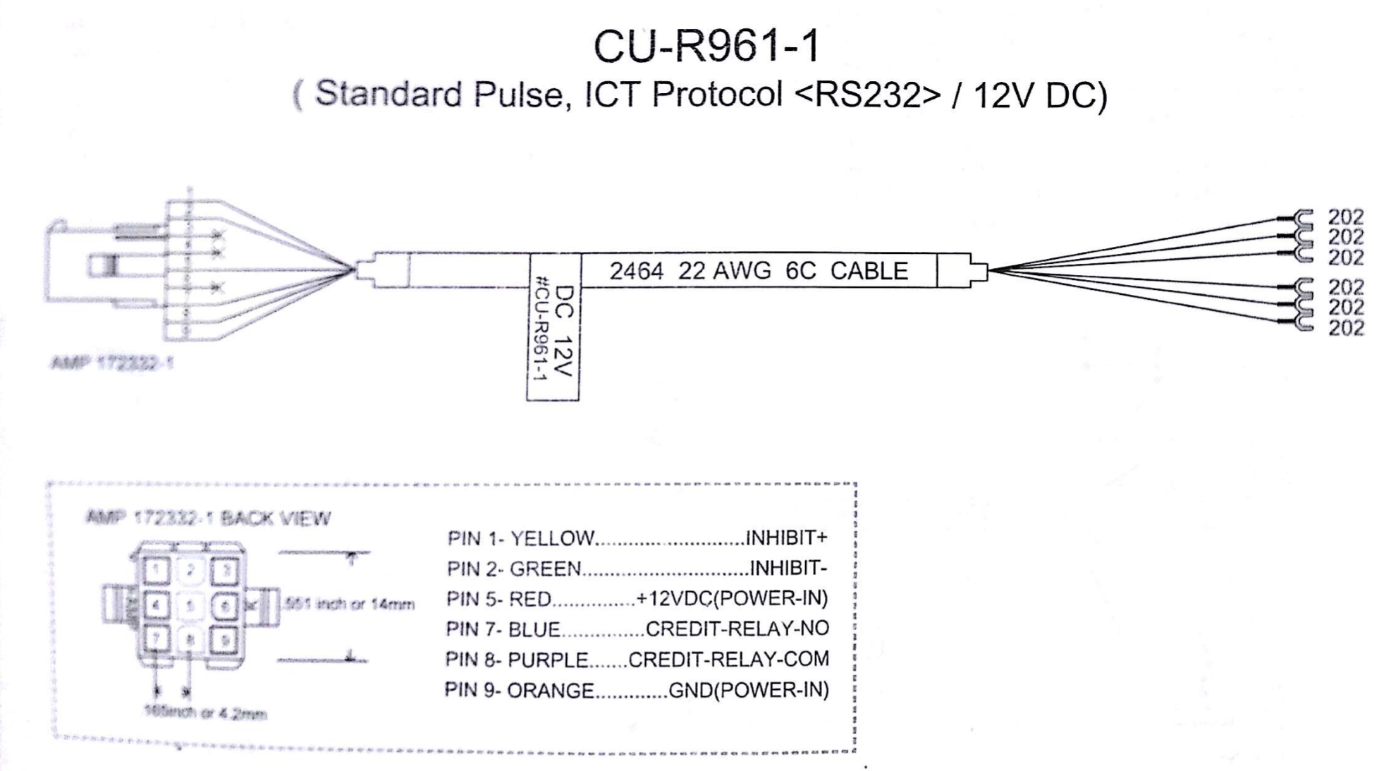 CU-R961-1
( Standard Pulse, ICT Protocol <RS232> / 12V DC)
202
202
202
2464 22 AWG 6C CABLE
202
202
202
DC 12V
#CU-R961-1
AMP 172332-1
AMP 172332-1 BACK VIEW
PIN 1- YELLOW..........................INHIBIT+
PIN 2- GREEN.............................INHIBIT-
PIN 5- RED..............+12VDC(POWER-IN)
PIN 7- BLUE..............CREDIT-RELAY-NO
PIN 8- PURPLE.......CREDIT-RELAY-COM
PIN 9- ORANGE.............GND(POWER-IN)
1 2 3
4 5 6
7 8 9
AMP
.551 inch or 14mm
165inch or 4.2mm